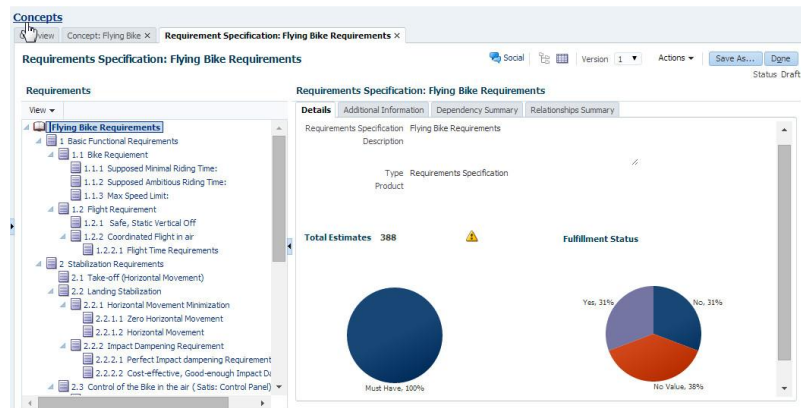 Concepts
view
Concept: Flying Bike ×
Requirement Specification: Flying Bike Requirements ×
Requirements Specification: Flying Bike Requirements
Social
Version 1 ▼
Actions ▼
Save As...
Done
Status Draft
Requirements
View ▼
Flying Bike Requirements
1 Basic Functional Requirements
1.1 Bike Requiement
1.1.1 Supposed Minimal Riding Time:
1.1.2 Supposed Ambitious Riding Time:
1.1.3 Max Speed Limit:
1.2 Flight Requirement
1.2.1 Safe, Static Vertical Off
1.2.2 Coordinated Flight in air
1.2.2.1 Flight Time Requirements
2 Stabilization Requirements
2.1 Take-off (Horizontal Movement)
2.2 Landing Stabilization
2.2.1 Horizontal Movement Minimization
2.2.1.1 Zero Horizontal Movement
2.2.1.2 Horizontal Movement
2.2.2 Impact Dampening Requirement
2.2.2.1 Perfect Impact dampening Requirement
2.2.2.2 Cost-effective, Good-enough Impact Da
2.3 Control of the Bike in the air ( Satis: Control Panel)
Requirements Specification: Flying Bike Requirements
Details
Additional Information
Dependency Summary
Relationships Summary
Requirements Specification Flying Bike Requirements
Description
Type Requirements Specification
Product
Total Estimates 388
Fulfillment Status
Must Have, 100%
Yes, 31%
No, 31%
No Value, 38%